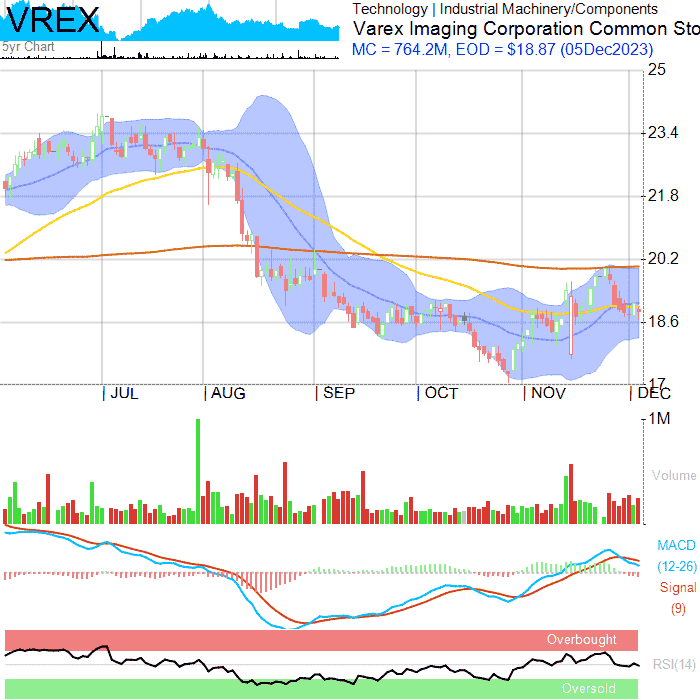 VREX
5yr Chart
Technology | Industrial Machinery/Components
Varex Imaging Corporation Common Sto
MC = 764.2M, EOD = $18.87 (05Dec2023)
25
23.4
21.8
20.2
18.6
17
JUL AUG SEP OCT NOV DEC
1M
Volume
MACD
(12-26)
Signal
(9)
Overbought
RSI(14)
Oversold